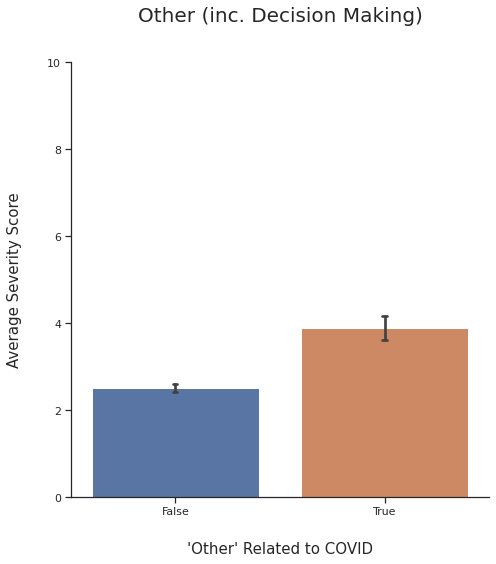 Other (inc. Decision Making)
10
8
6
4
2
0
Average Severity Score
False
True
'Other' Related to COVID